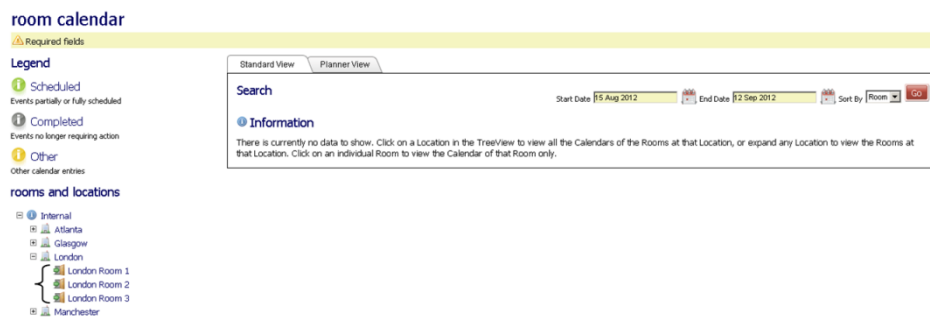 room calendar
Required fields
Legend
Scheduled
Events partially or fully scheduled
Completed
Events no longer requiring action
Other
Other calendar entries
rooms and locations
Internal
Atlanta
Glasgow
London
London Room 1
London Room 2
London Room 3
Manchester
Standard View Planner View
Search
Start Date 15 Aug 2012 End Date 12 Sep 2012 Sort By Room Go
Information
There is currently no data to show. Click on a Location in the TreeView to view all the Calendars of the Rooms at that Location, or expand any Location to view the Rooms at
that Location. Click on an individual Room to view the Calendar of that Room only.